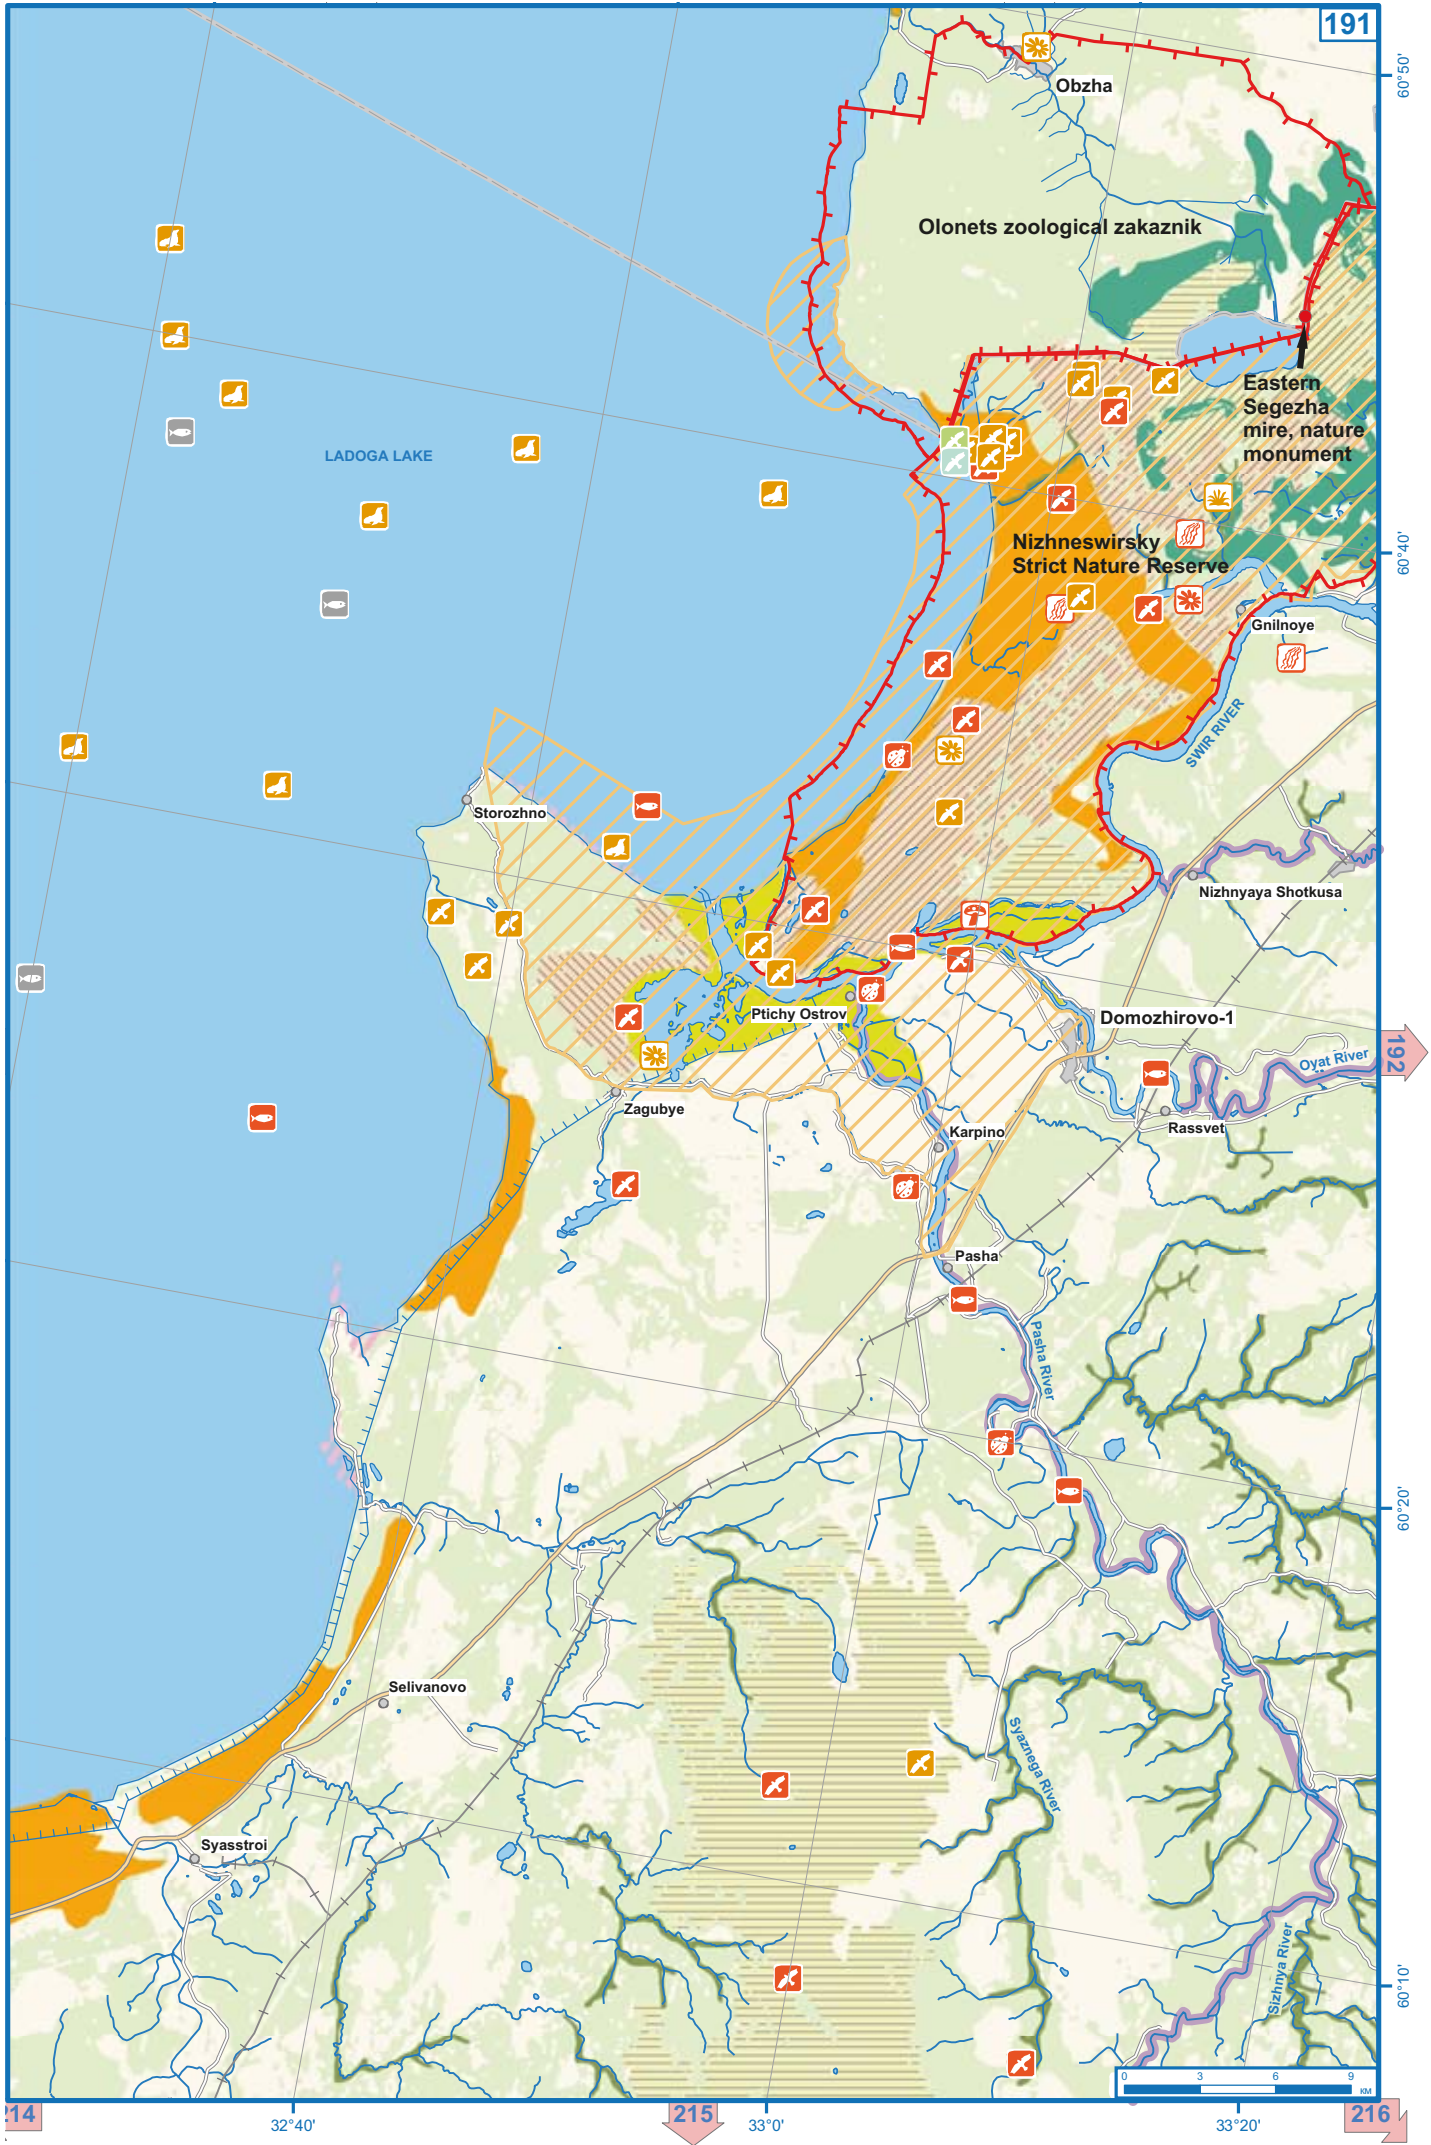 191
60°50'
Obzha
Olonets zoological zakaznik
Eastern
Segezha
mire, nature
monument
LADOGA LAKE
60°40'
Nizhneswirsky
Strict Nature Reserve
Gnilnoye
SWIR RIVER
Storozhno
Nizhnyaya Shotkusa
Ptichy Ostrov
Domozhirovo-1
192
Oyat River
Zagubye
Rassvet
Karpino
Pasha
Pasha River
60°20'
Selivanovo
Syaznega River
Syasstroi
Sizhnya River
60°10'
0 3 6 9
км
214
215
216
32°40'
33°0'
33°20'